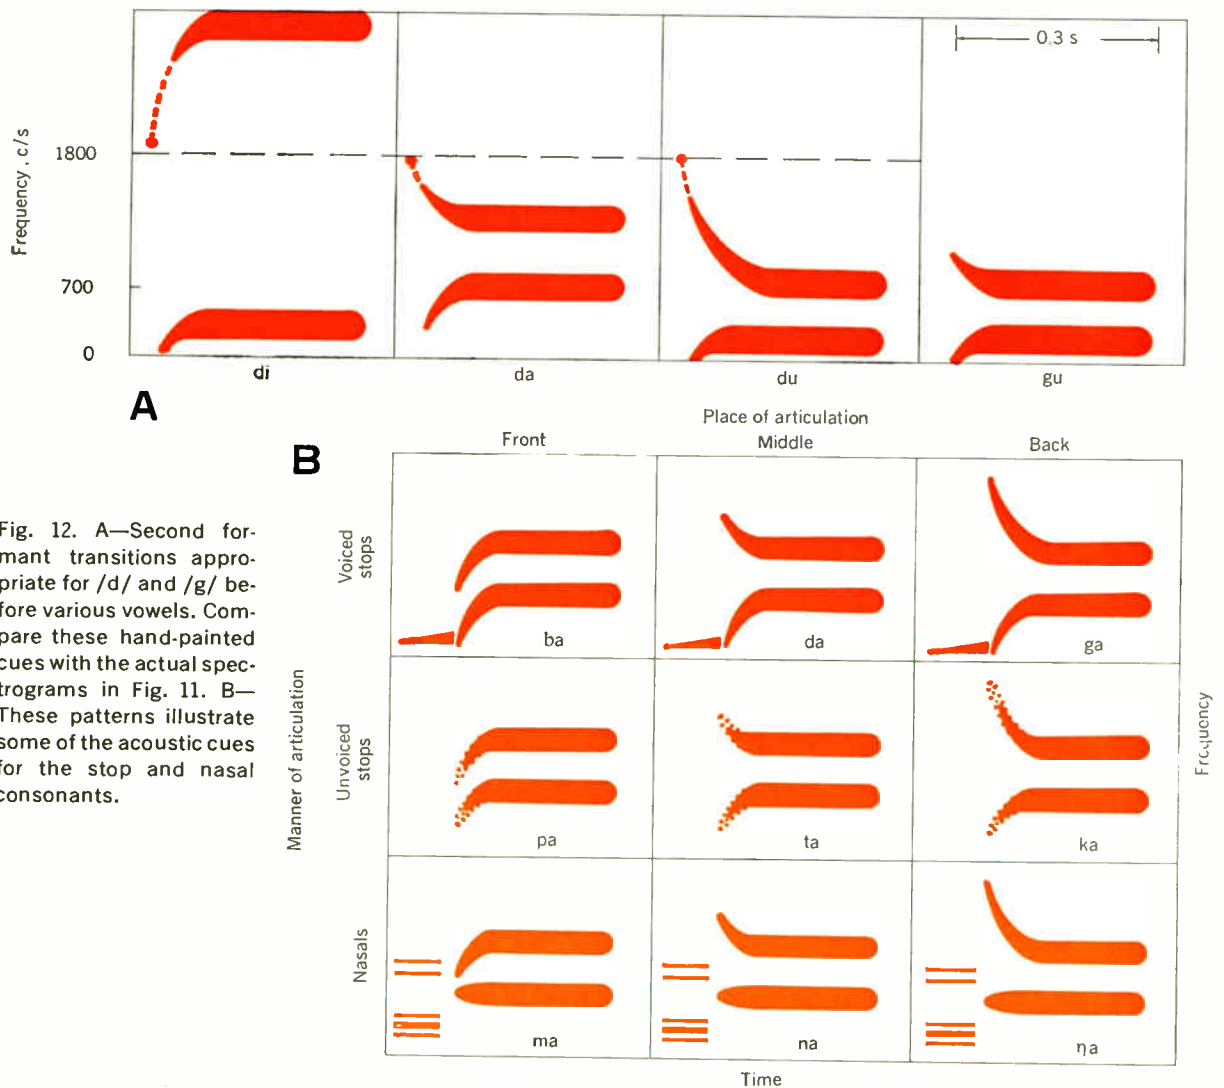 0.3 s
Frequency, c/s
1800
700
0
di
da
du
gu
A
Place of articulation
Front
Middle
Back
B
Fig. 12. A—Second for-
mant transitions appro-
priate for /d/ and /g/ be-
fore various vowels. Com-
pare these hand-painted
cues with the actual spec-
trograms in Fig. 11. B—
These patterns illustrate
some of the acoustic cues
for the stop and nasal
consonants.
Manner of articulation
Voiced
stops
ba
da
ga
Unvoiced
stops
pa
ta
ka
Frequency
Nasals
ma
na
ηa
Time